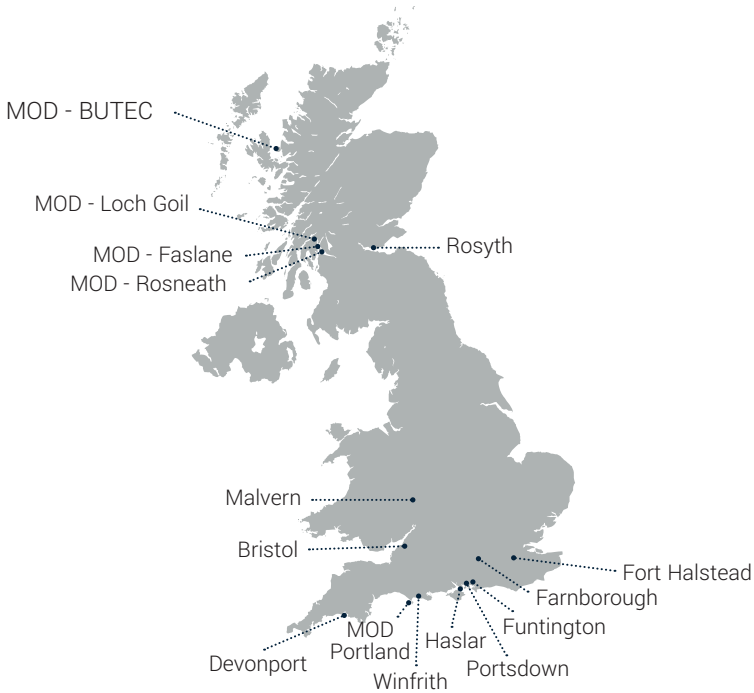 MOD - BUTEC
MOD - Loch Goil
MOD - Faslane
MOD - Rosneath
Rosyth
Malvern
Bristol
Fort Halstead
Farnborough
Funtington
Portsdown
Haslar
MOD
Portland
Winfrith
Devonport